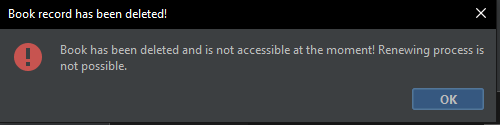 Book record has been deleted!
Book has been deleted and is not accessible at the moment! Renewing process is
not possible.
OK